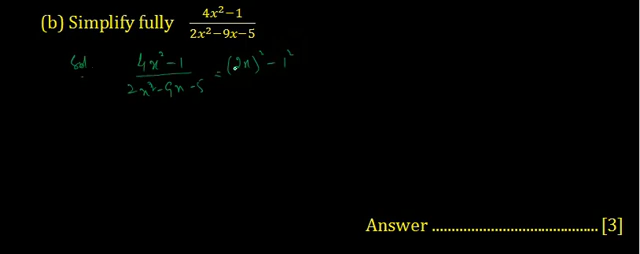 (b) Simplify fully (4x²−1)/(2x²−9x−5)
Sol (4x²−1)/(2x²−9x−5) = (2x)² − 1²
Answer ........................................... [3]